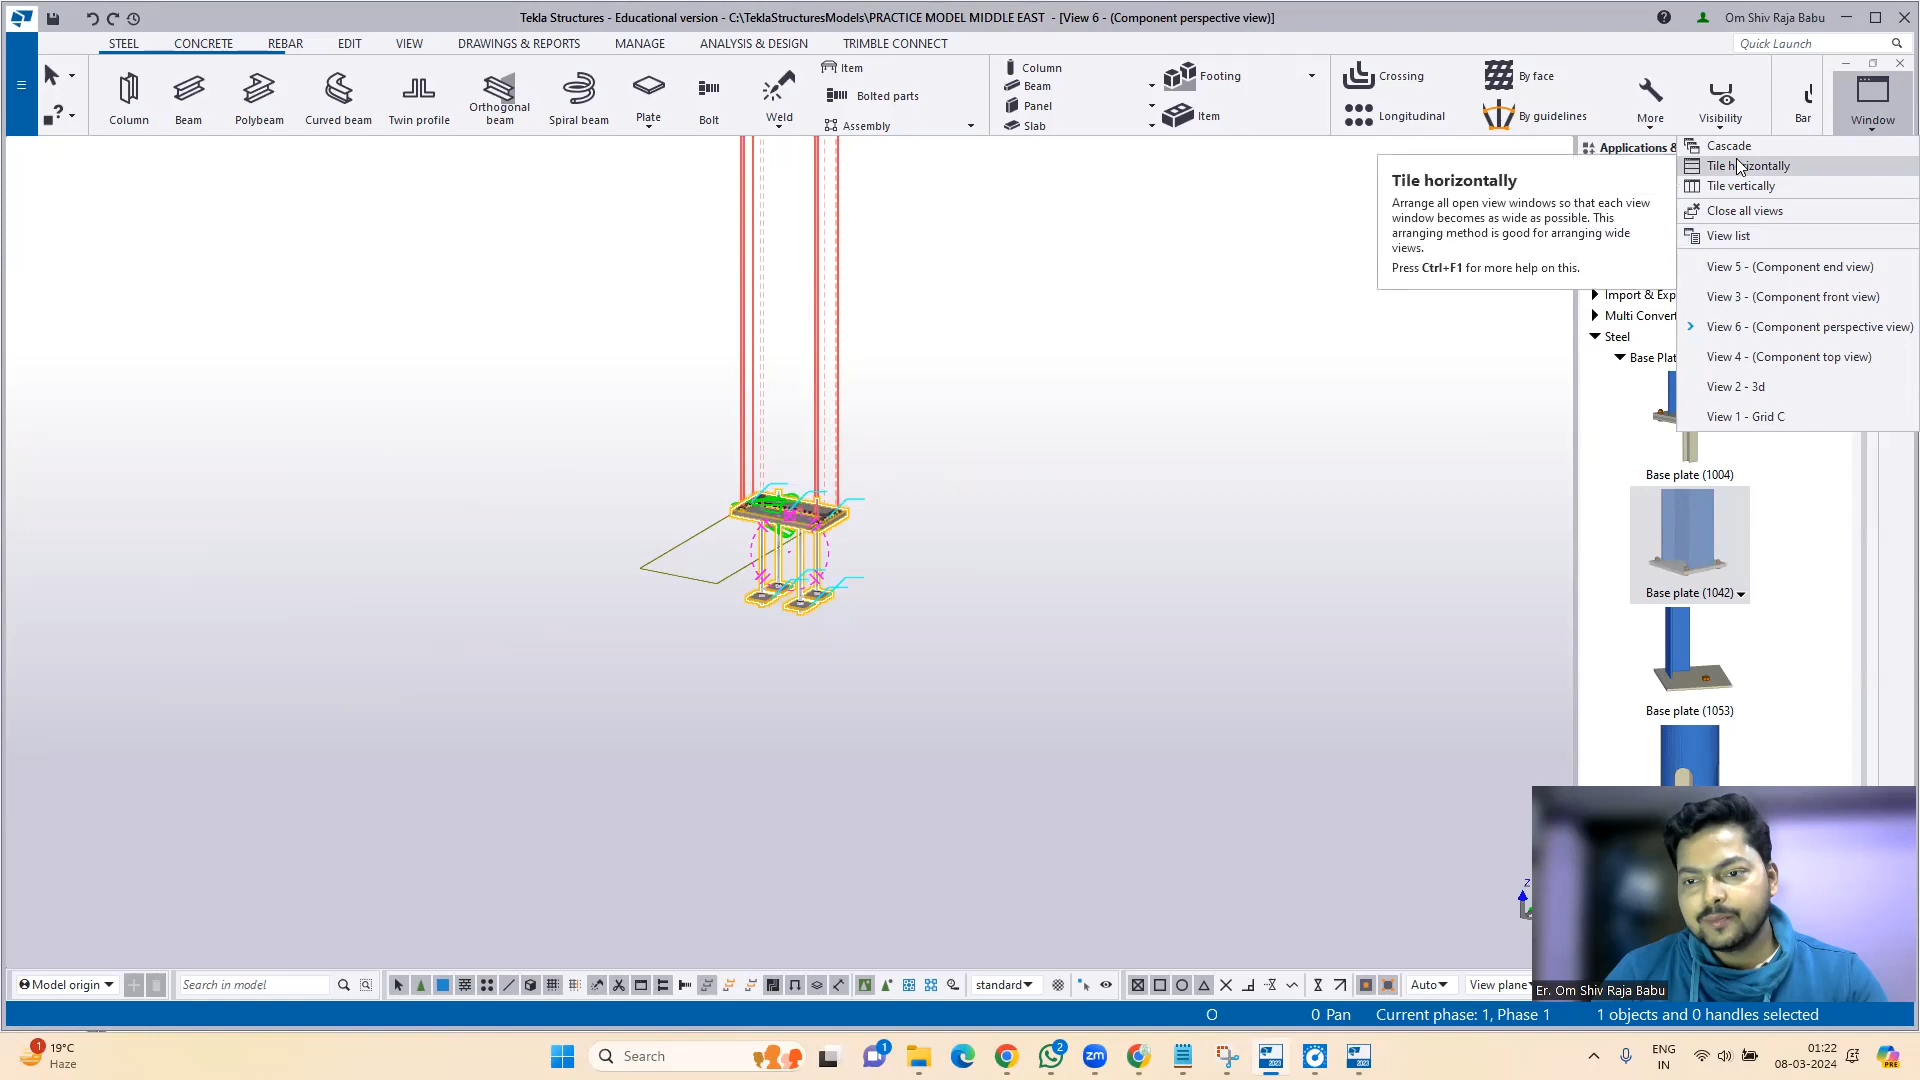 Tekla Structures - Educational version - C:\TeklaStructuresModels\PRACTICE MODEL MIDDLE EAST - [View 6 - (Component perspective view)]
Om Shiv Raja Babu
STEEL CONCRETE REBAR EDIT VIEW DRAWINGS & REPORTS MANAGE ANALYSIS & DESIGN TRIMBLE CONNECT
Quick Launch
Column
Beam
Polybeam
Curved beam
Twin profile
Orthogonal
beam
Spiral beam
Plate
Bolt
Weld
Item
Bolted parts
Assembly
Column
Beam
Panel
Slab
Footing
Item
Crossing
Longitudinal
By face
By guidelines
More
Visibility
Bar
Window
Applications &
Cascade
Tile horizontally
Tile vertically
Close all views
View list
View 5 - (Component end view)
View 3 - (Component front view)
View 6 - (Component perspective view)
View 4 - (Component top view)
View 2 - 3d
View 1 - Grid C
Tile horizontally
Arrange all open view windows so that each view
window becomes as wide as possible. This
arranging method is good for arranging wide
views.
Press Ctrl+F1 for more help on this.
Import & Exp
Multi Convert
Steel
Base Plat
Base plate (1004)
Base plate (1042)
Base plate (1053)
Z
Er. Om Shiv Raja Babu
Model origin
Search in model
standard
Auto
View plane
O
0 Pan
Current phase: 1, Phase 1
1 objects and 0 handles selected
1
19°C
Haze
Search
1
2
zm
2023
ENG
IN
01:22
08-03-2024
PRE